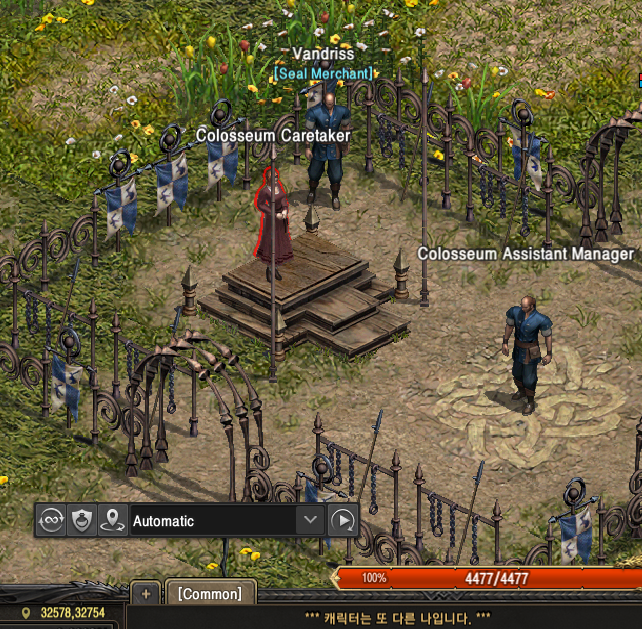 Vandriss
[Seal Merchant]
Colosseum Caretaker
Colosseum Assistant Manager
Automatic
100%
4477/4477
+
[Common]
32578,32754
*** 캐릭터는 또 다른 나입니다. ***